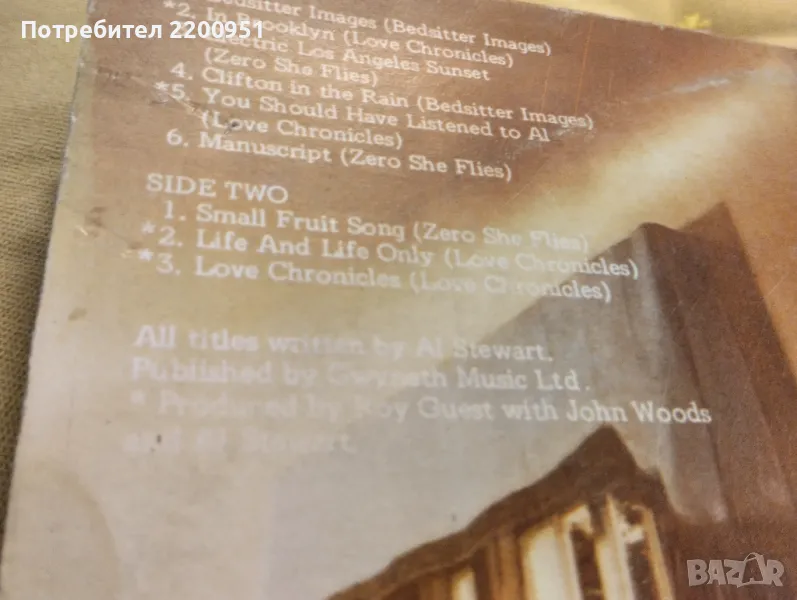 Потребител 2200951
Bedsitter Images (Bedsitter Images)
*2. In Brooklyn (Love Chronicles)
Electric Los Angeles Sunset
(Zero She Flies)
4. Clifton in the Rain (Bedsitter Images)
*5. You Should Have Listened to Al
(Love Chronicles)
6. Manuscript (Zero She Flies)
SIDE TWO
1. Small Fruit Song (Zero She Flies)
*2. Life And Life Only (Love Chronicles)
*3. Love Chronicles (Love Chronicles)
All titles written by Al Stewart.
Published by Gwyneth Music Ltd.
* Produced by Roy Guest with John Woods
and Al Stewart.
BAZAR